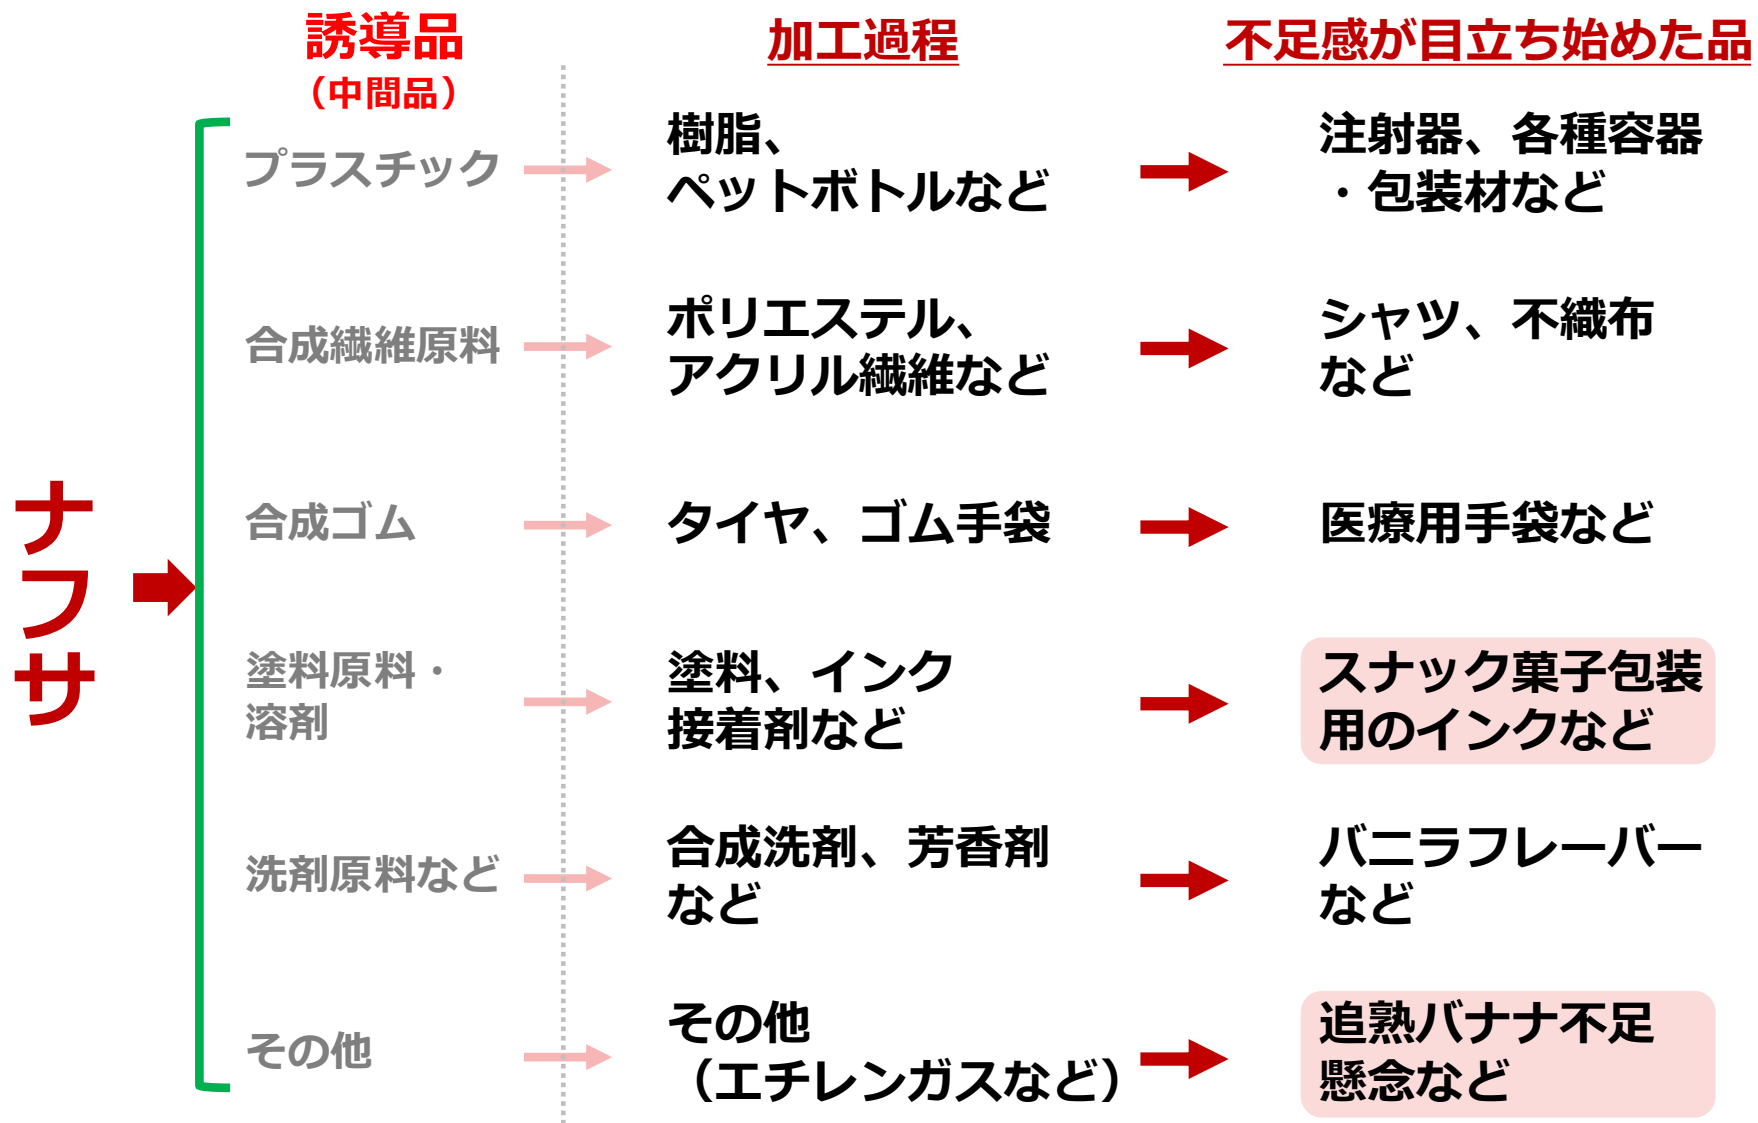 誘導品
（中間品）
加工過程
不足感が目立ち始めた品
ナフサ
プラスチック
樹脂、
ペットボトルなど
注射器、各種容器
・包装材など
合成繊維原料
ポリエステル、
アクリル繊維など
シャツ、不織布
など
合成ゴム
タイヤ、ゴム手袋
医療用手袋など
塗料原料・
溶剤
塗料、インク
接着剤など
スナック菓子包装
用のインクなど
洗剤原料など
合成洗剤、芳香剤
など
バニラフレーバー
など
その他
その他
（エチレンガスなど）
追熟バナナ不足
懸念など